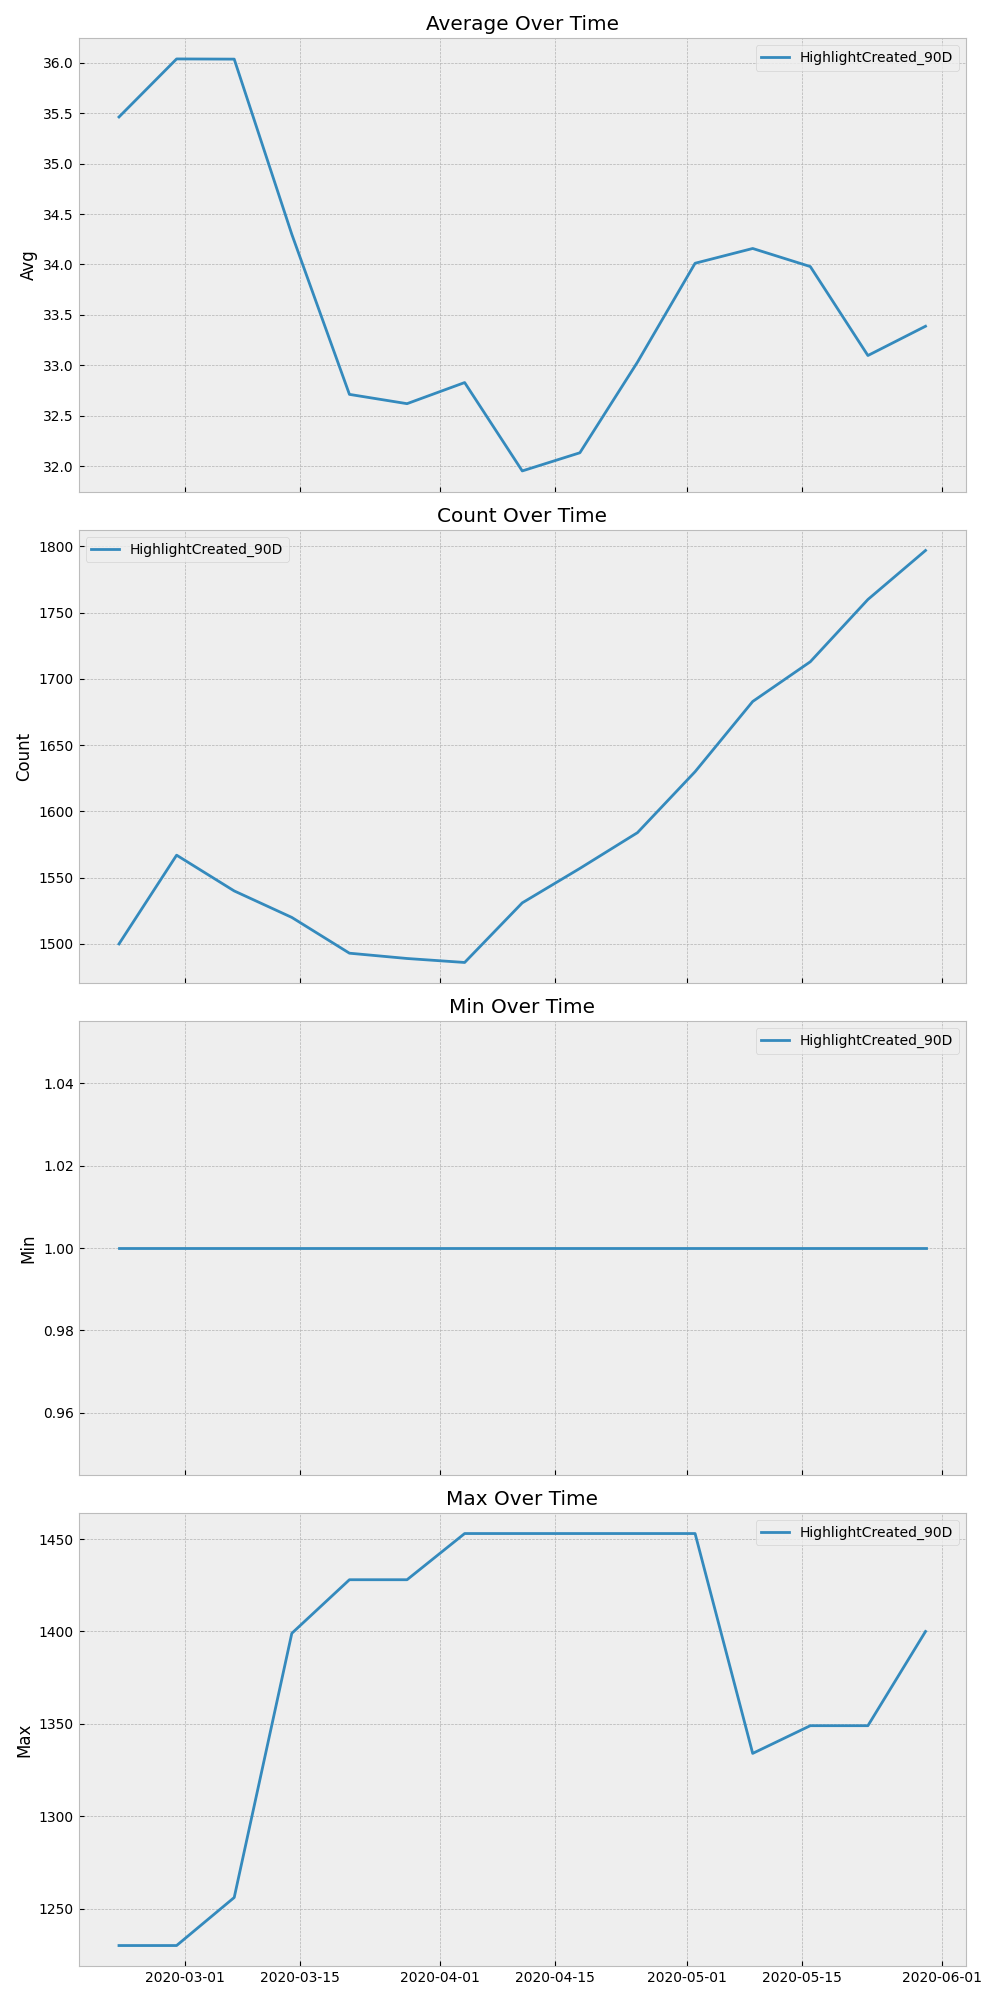 Average Over Time
HighlightCreated_90D
36.0
35.5
35.0
34.5
34.0
33.5
33.0
32.5
32.0
Avg
Count Over Time
HighlightCreated_90D
1800
1750
1700
1650
1600
1550
1500
Count
Min Over Time
HighlightCreated_90D
1.04
1.02
1.00
0.98
0.96
Min
Max Over Time
HighlightCreated_90D
1450
1400
1350
1300
1250
Max
2020-03-01 2020-03-15 2020-04-01 2020-04-15 2020-05-01 2020-05-15 2020-06-01